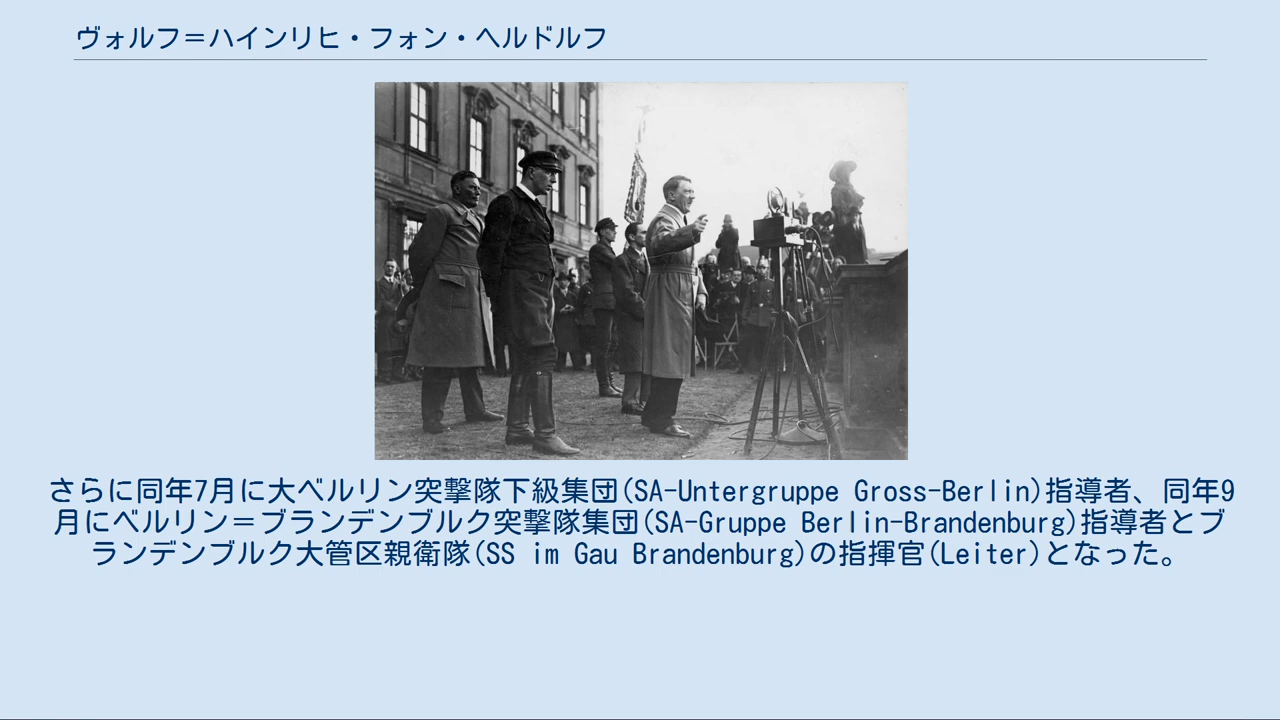 ヴォルフ＝ハインリヒ・フォン・ヘルドルフ
さらに同年7月に大ベルリン突撃隊下級集団(SA-Untergruppe Gross-Berlin)指導者、同年9
月にベルリン＝ブランデンブルク突撃隊集団(SA-Gruppe Berlin-Brandenburg)指導者とブ
ランデンブルク大管区親衛隊(SS im Gau Brandenburg)の指揮官(Leiter)となった。